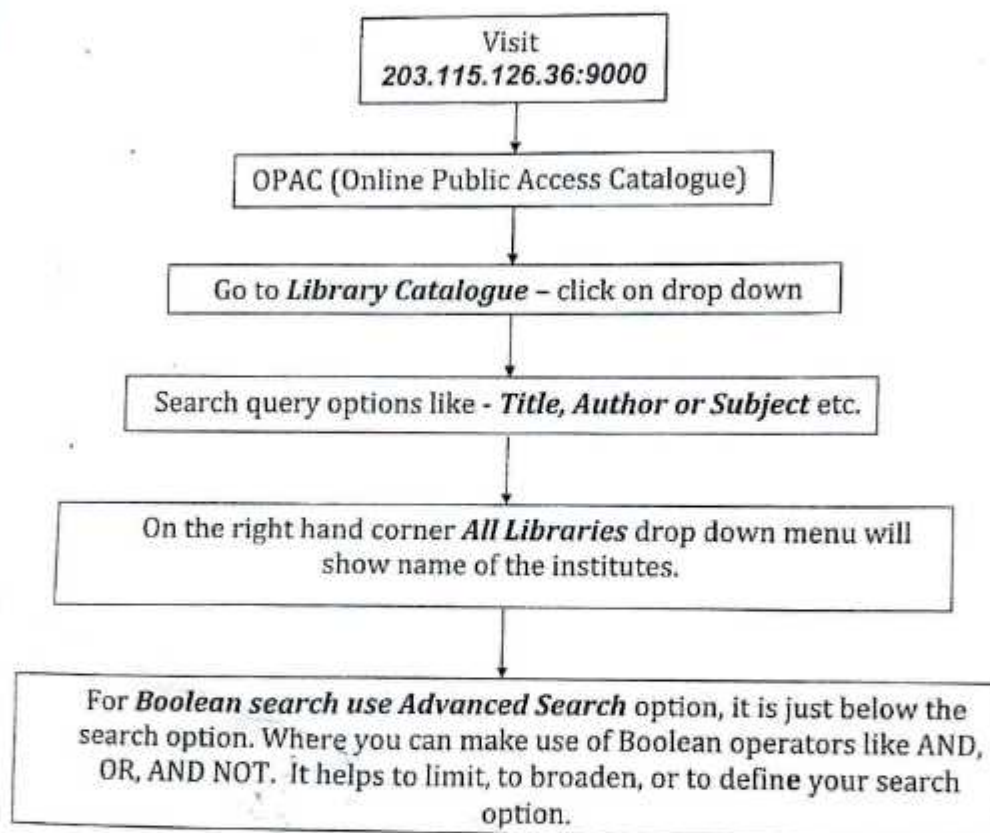 Visit
203.115.126.36:9000
OPAC (Online Public Access Catalogue)
Go to Library Catalogue – click on drop down
Search query options like - Title, Author or Subject etc.
On the right hand corner All Libraries drop down menu will
show name of the institutes.
For Boolean search use Advanced Search option, it is just below the
search option. Where you can make use of Boolean operators like AND,
OR, AND NOT. It helps to limit, to broaden, or to define your search
option.